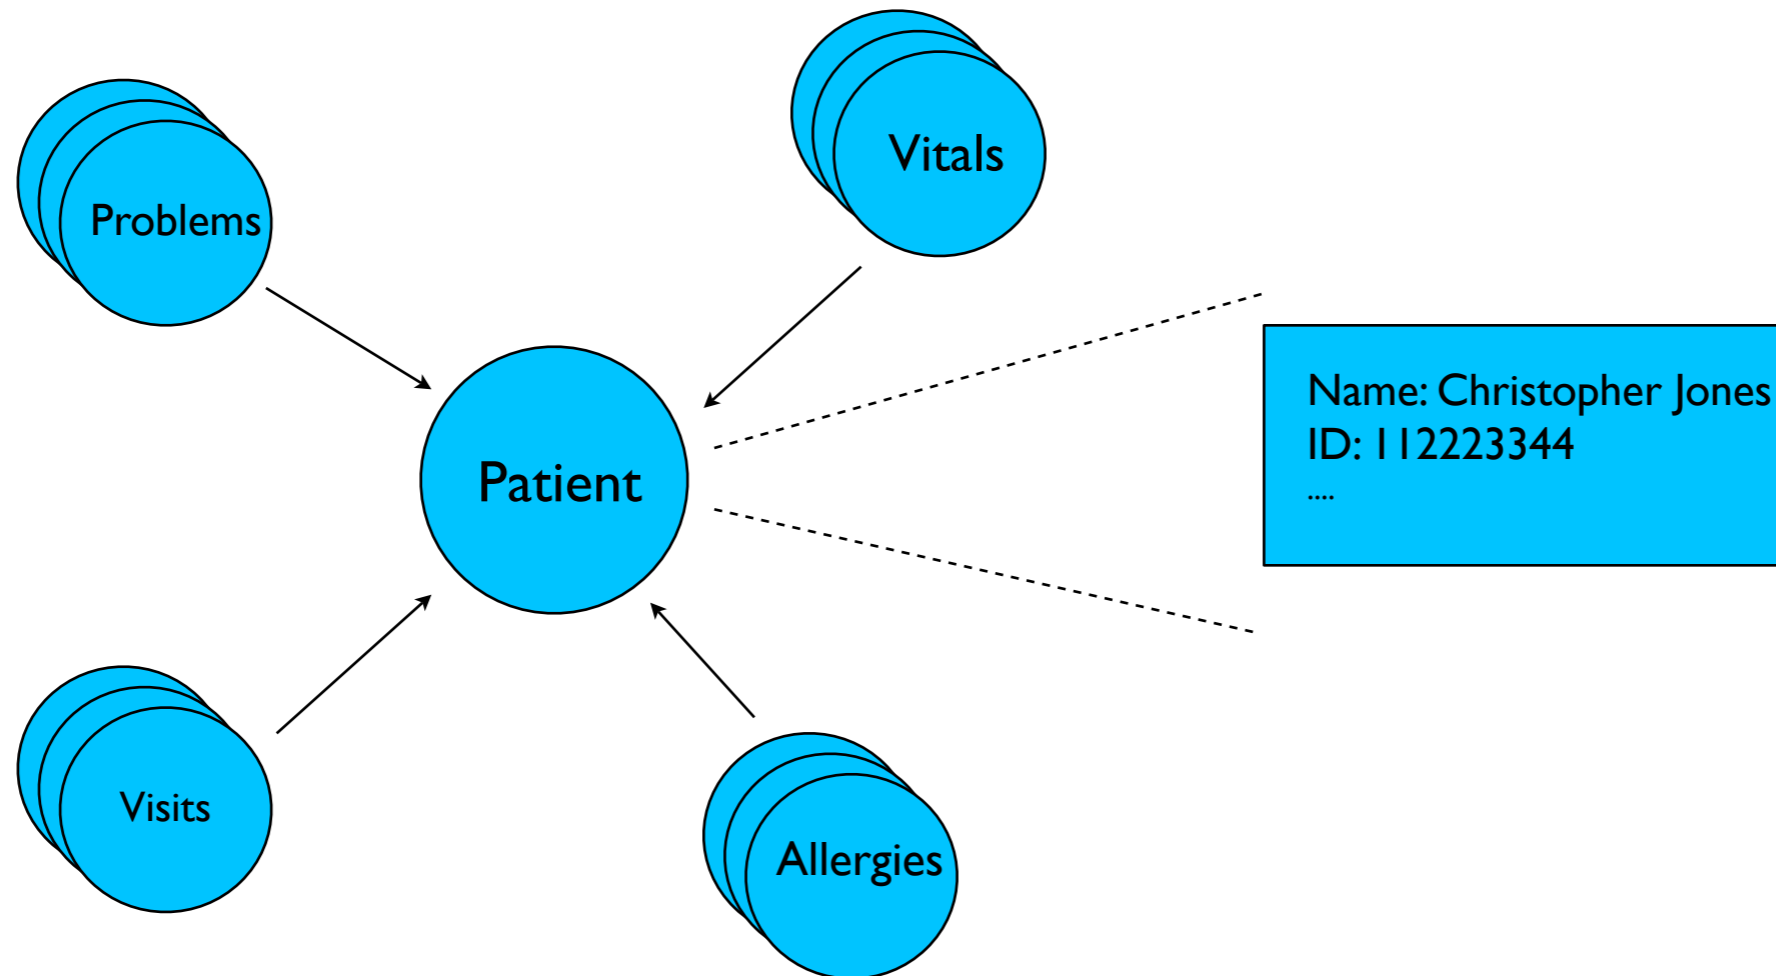 Vitals
Problems
Name: Christopher Jones
ID: 112223344
....
Patient
Visits
Allergies